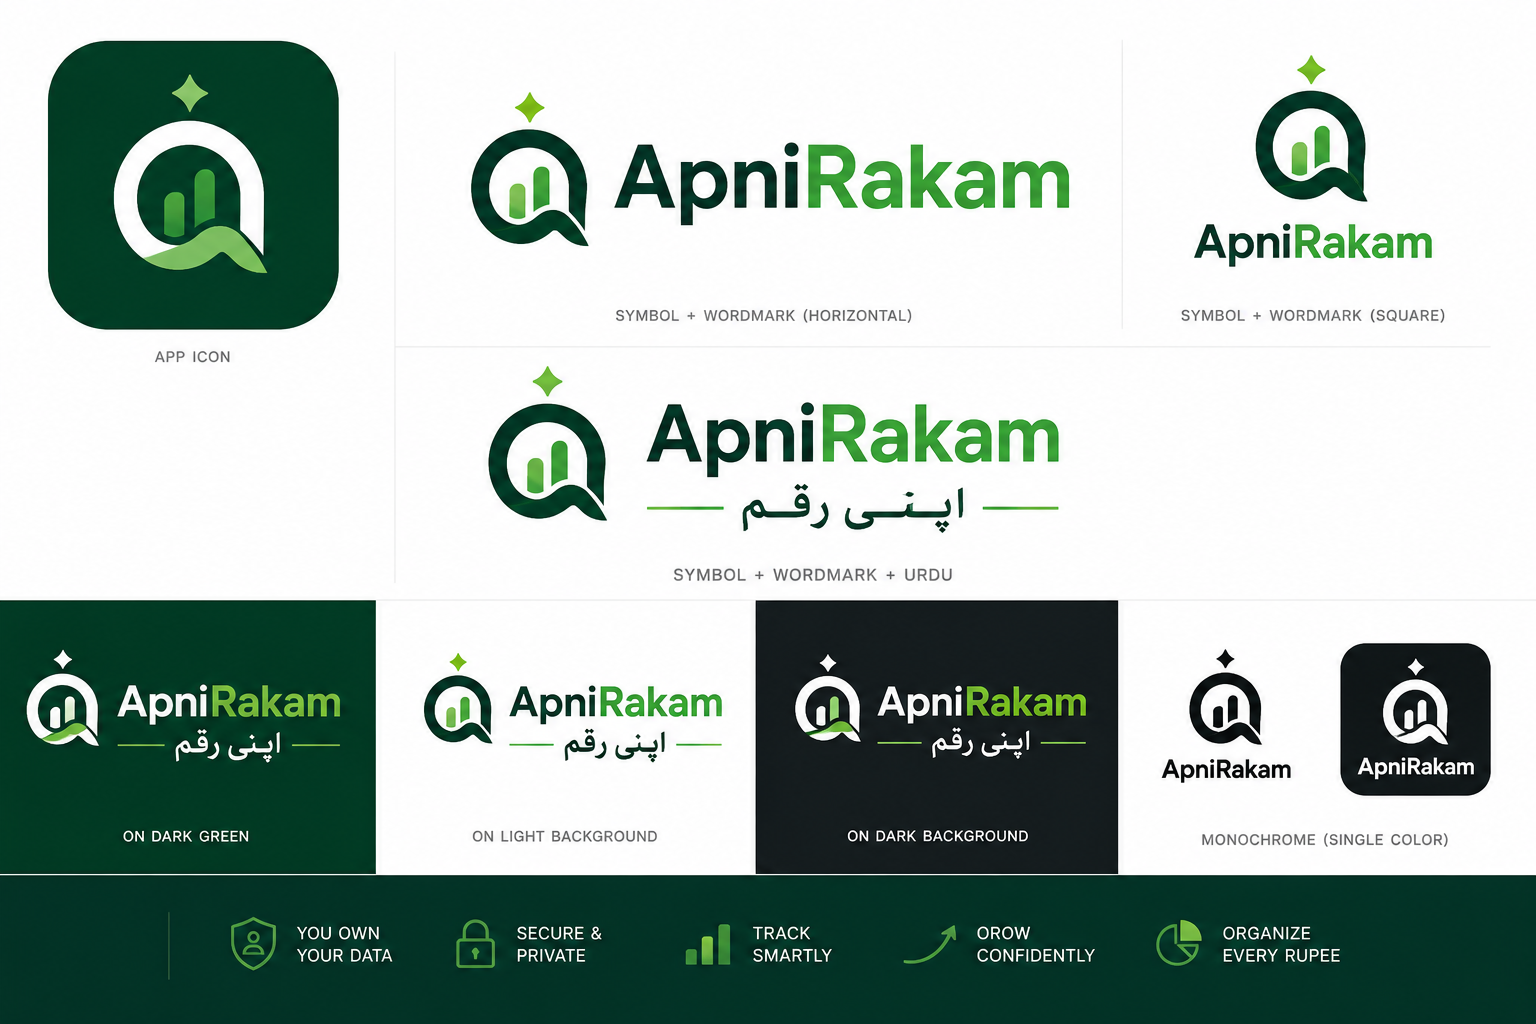 ApniRakam
ApniRakam
APP ICON
SYMBOL + WORDMARK (HORIZONTAL)
SYMBOL + WORDMARK (SQUARE)
ApniRakam
اپنی رقم
SYMBOL + WORDMARK + URDU
ApniRakam
اپنی رقم
ON DARK GREEN
ApniRakam
اپنی رقم
ON LIGHT BACKGROUND
ApniRakam
اپنی رقم
ON DARK BACKGROUND
ApniRakam
ApniRakam
MONOCHROME (SINGLE COLOR)
YOU OWN
YOUR DATA
SECURE &
PRIVATE
TRACK
SMARTLY
OROW
CONFIDENTLY
ORGANIZE
EVERY RUPEE